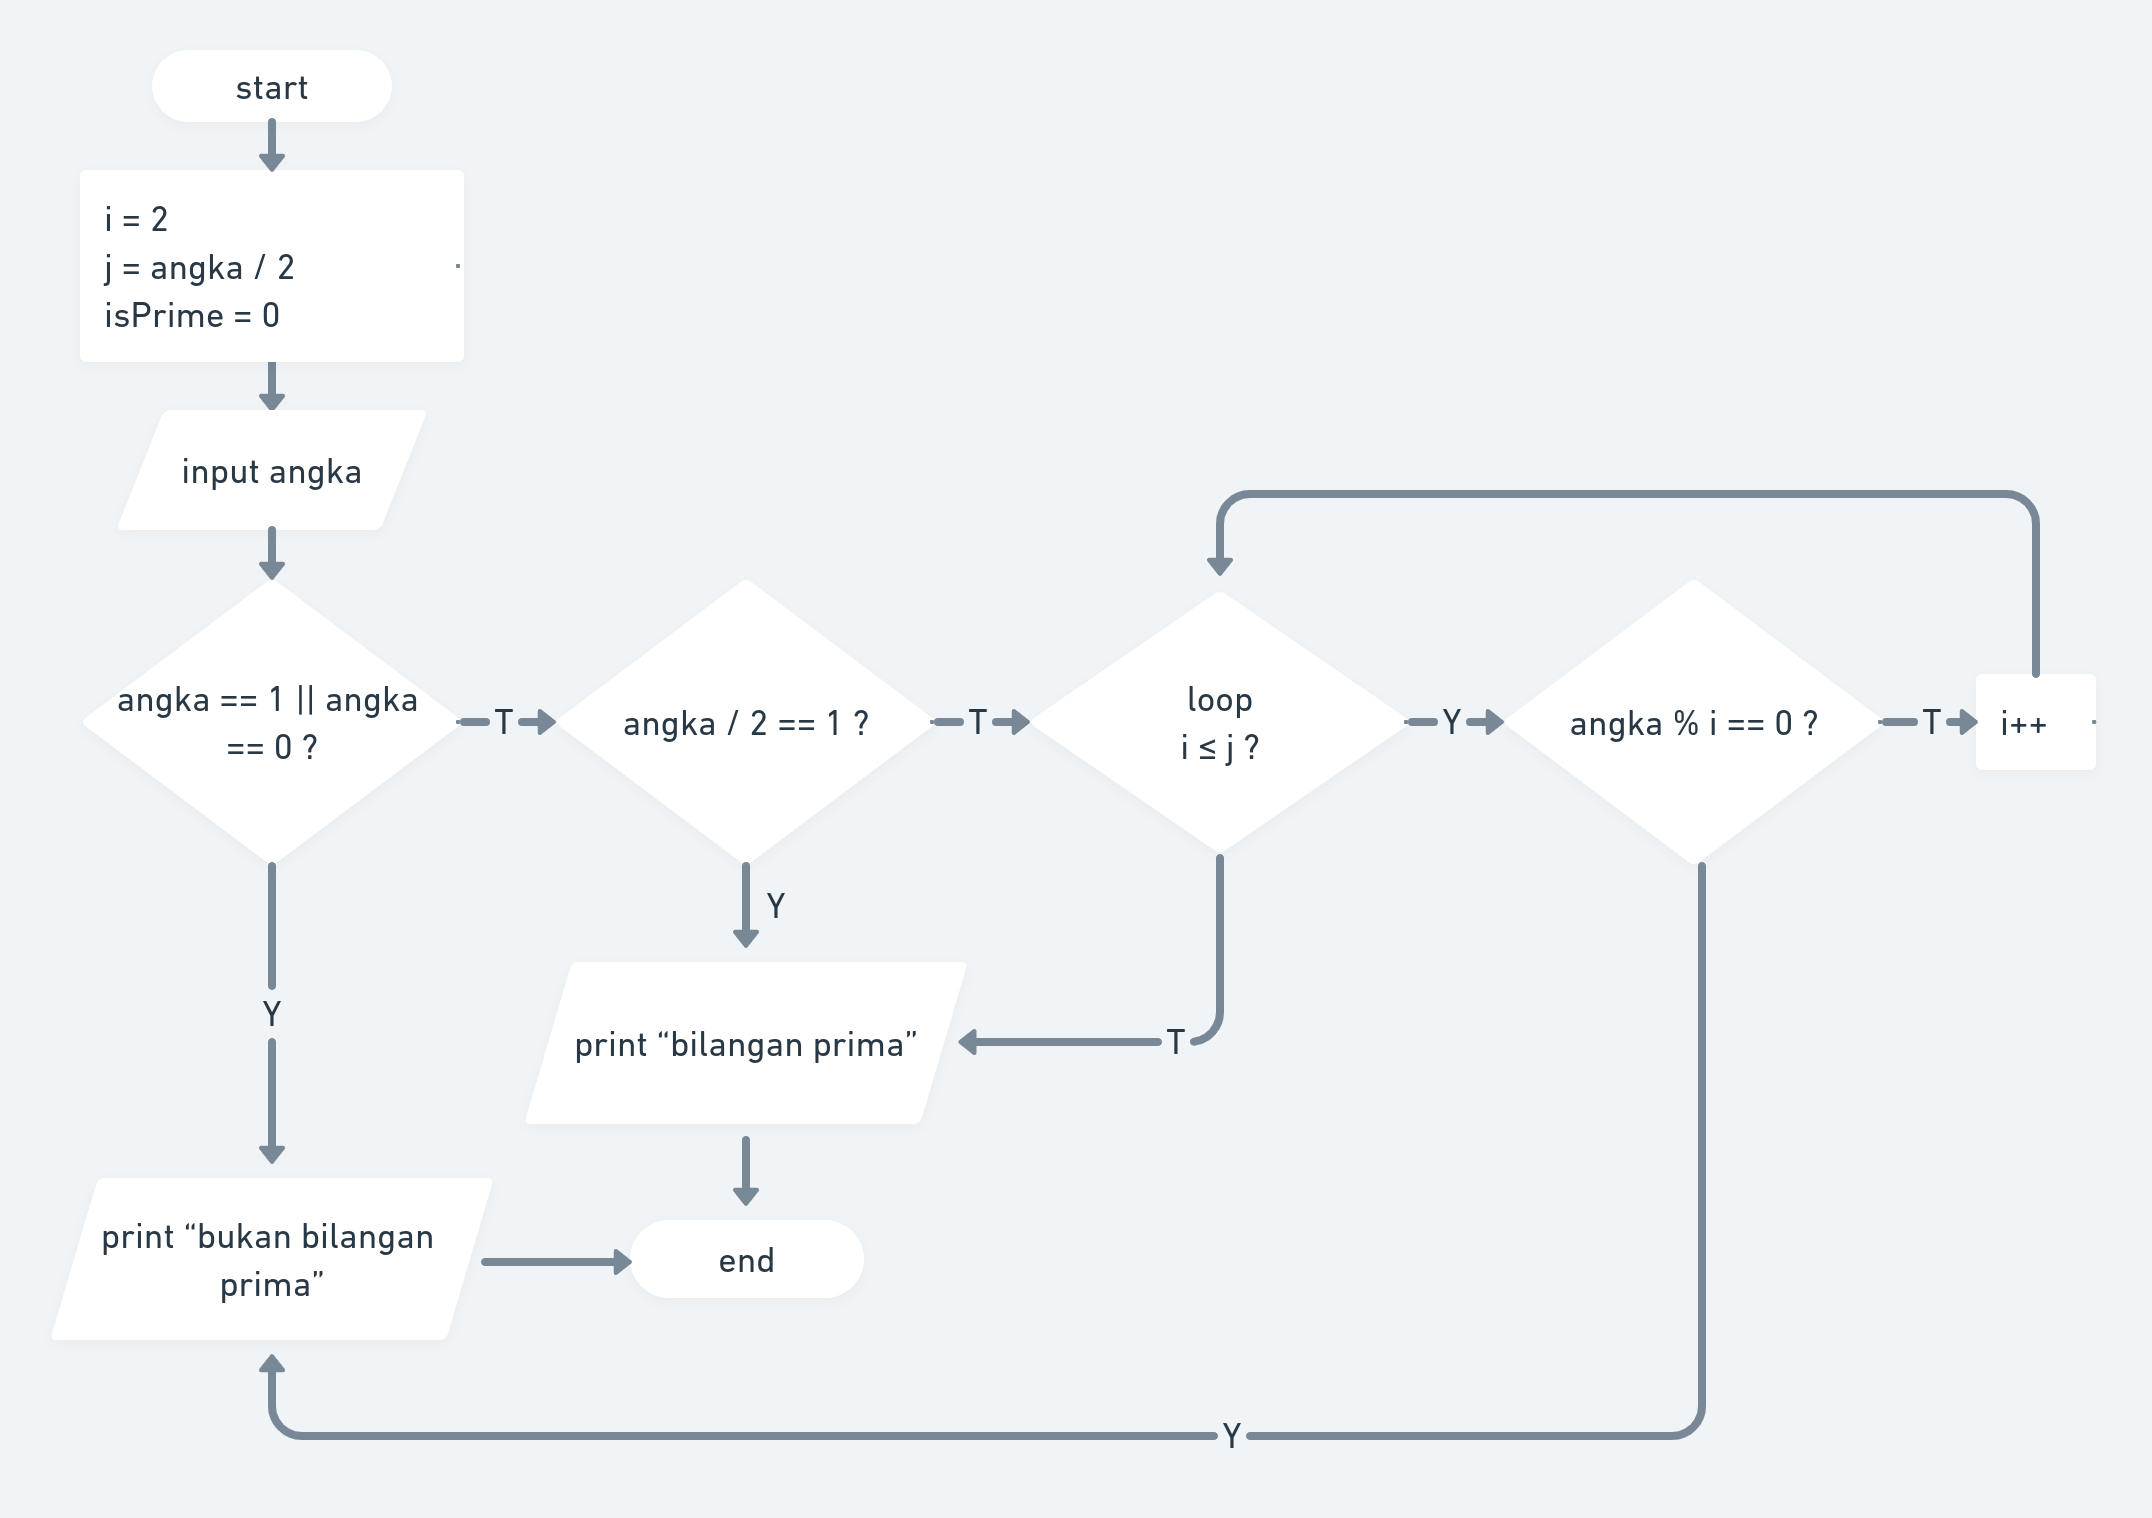 start
i = 2
j = angka / 2
isPrime = 0
input angka
angka == 1 || angka
== 0 ?
T
angka / 2 == 1 ?
T
loop
i ≤ j ?
Y
angka % i == 0 ?
T
i++
Y
Y
print “bilangan prima”
T
print “bukan bilangan
prima”
end
Y